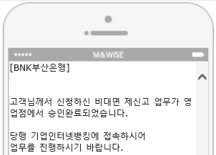 M&WISE
[BNK부산은행]
고객님께서 신청하신 비대면 제신고 업무가 영
업점에서 승인완료되었습니다.
당행 기업인터넷뱅킹에 접속하시어
업무를 진행하시기 바랍니다.